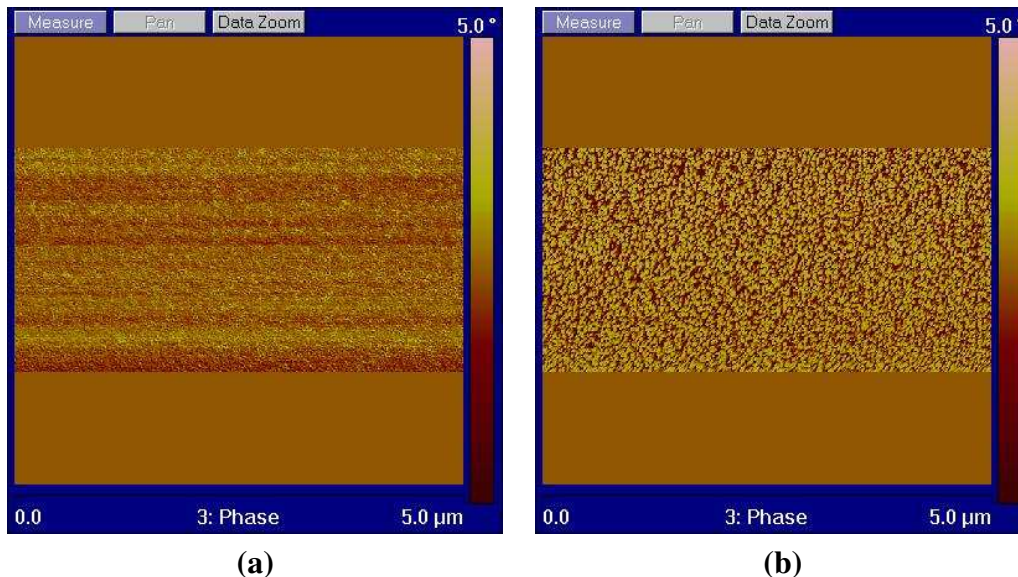 Measure Pan Data Zoom 5.0 °
0.0 3: Phase 5.0 µm
(a)
Measure Pan Data Zoom 5.0 °
0.0 3: Phase 5.0 µm
(b)